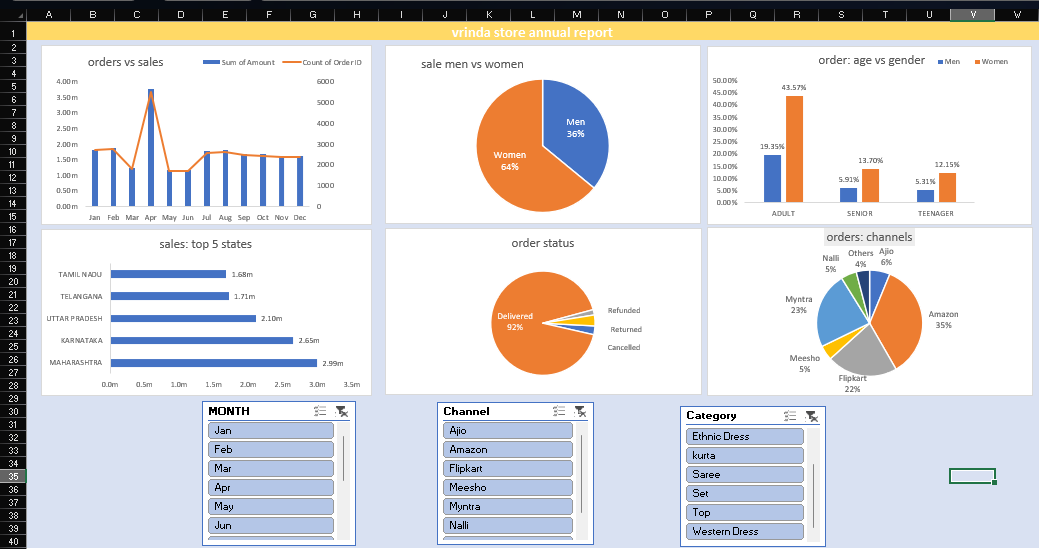 A B C D E F G H I J K L M N O P Q R S T U V W
1
2
3
4
5
6
7
8
9
10
11
12
13
14
15
16
17
18
19
20
21
22
23
24
25
26
27
28
29
30
31
32
33
34
35
36
37
38
39
40
vrinda store annual report
orders vs sales
Sum of Amount Count of Order ID
4.00m
3.50m
3.00m
2.50m
2.00m
1.50m
1.00m
0.50m
0.00m
6000
5000
4000
3000
2000
1000
0
Jan Feb Mar Apr May Jun Jul Aug Sep Oct Nov Dec
sale men vs women
Men
36%
Women
64%
order: age vs gender
Men Women
50.00%
45.00%
40.00%
35.00%
30.00%
25.00%
20.00%
15.00%
10.00%
5.00%
0.00%
19.35%
43.57%
5.91%
13.70%
5.31%
12.15%
ADULT SENIOR TEENAGER
sales: top 5 states
TAMIL NADU 1.68m
TELANGANA 1.71m
UTTAR PRADESH 2.10m
KARNATAKA 2.65m
MAHARASHTRA 2.99m
0.0m 0.5m 1.0m 1.5m 2.0m 2.5m 3.0m 3.5m
order status
Delivered
92%
Refunded
Returned
Cancelled
orders: channels
Ajio
6%
Others
4%
Nalli
5%
Myntra
23%
Amazon
35%
Meesho
5%
Flipkart
22%
MONTH
Jan
Feb
Mar
Apr
May
Jun
Channel
Ajio
Amazon
Flipkart
Meesho
Myntra
Nalli
Category
Ethnic Dress
kurta
Saree
Set
Top
Western Dress